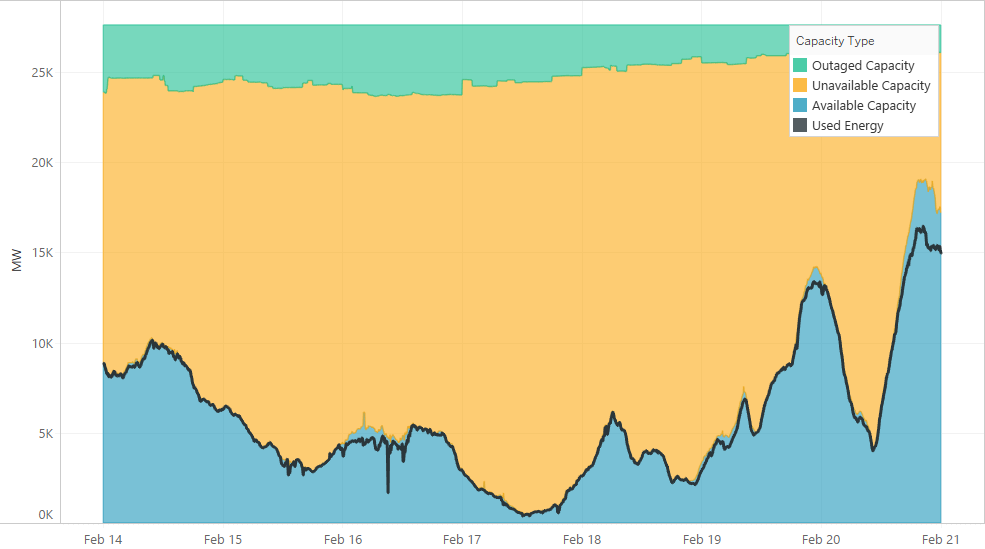 Capacity Type
Outaged Capacity
Unavailable Capacity
Available Capacity
Used Energy
25K
20K
15K
MW
10K
5K
0K
Feb 14 Feb 15 Feb 16 Feb 17 Feb 18 Feb 19 Feb 20 Feb 21